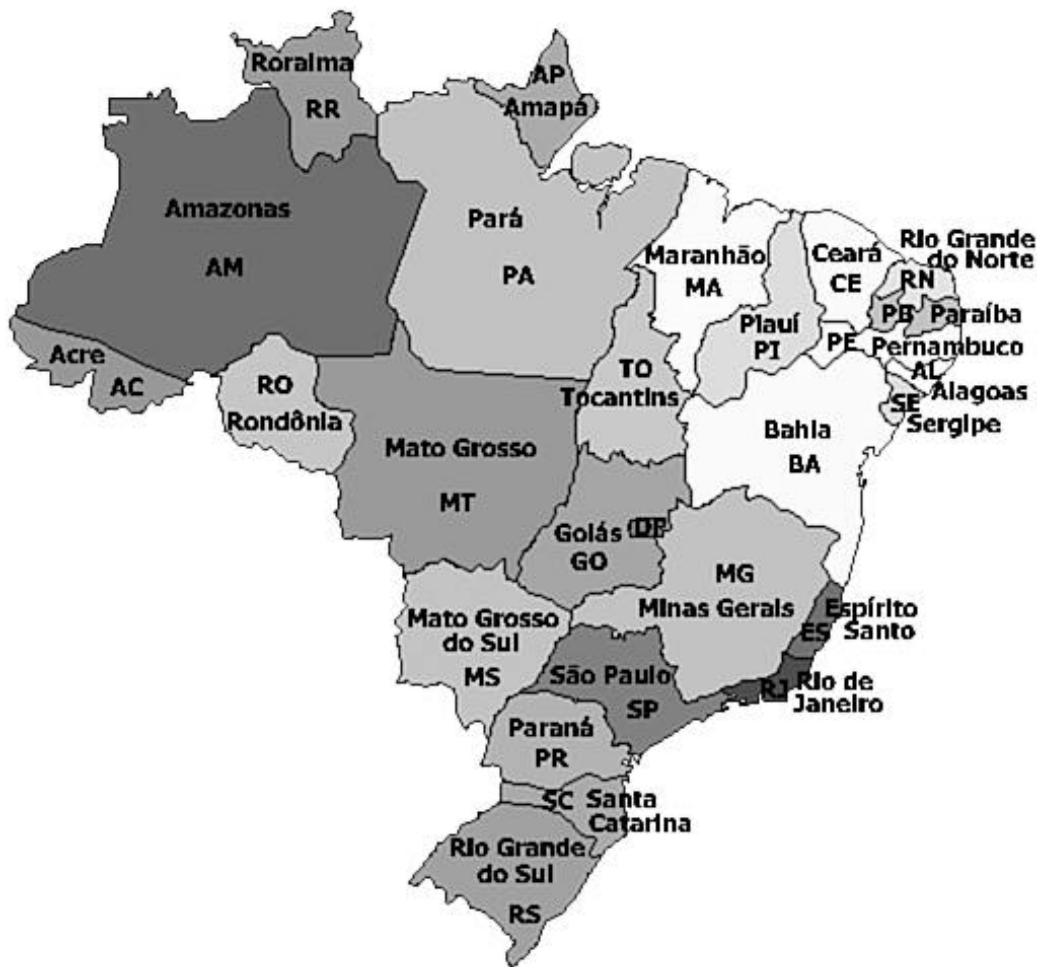 Roraima
RR
AP
Amapá
Amazonas
AM
Pará
PA
Maranhão
MA
Ceará
CE
Rio Grande
do Norte
RN
PB Paraíba
Piauí
PI
PE
Pernambuco
AL
Alagoas
SE
Sergipe
Acre
AC
RO
Rondônia
TO
Tocantins
Mato Grosso
MT
Bahia
BA
Goiás
GO
DF
MG
Minas Gerais
Espírito
ES Santo
Mato Grosso
do Sul
MS
São Paulo
SP
RJ
Rio de
Janeiro
Paraná
PR
SC Santa
Catarina
Rio Grande
do Sul
RS